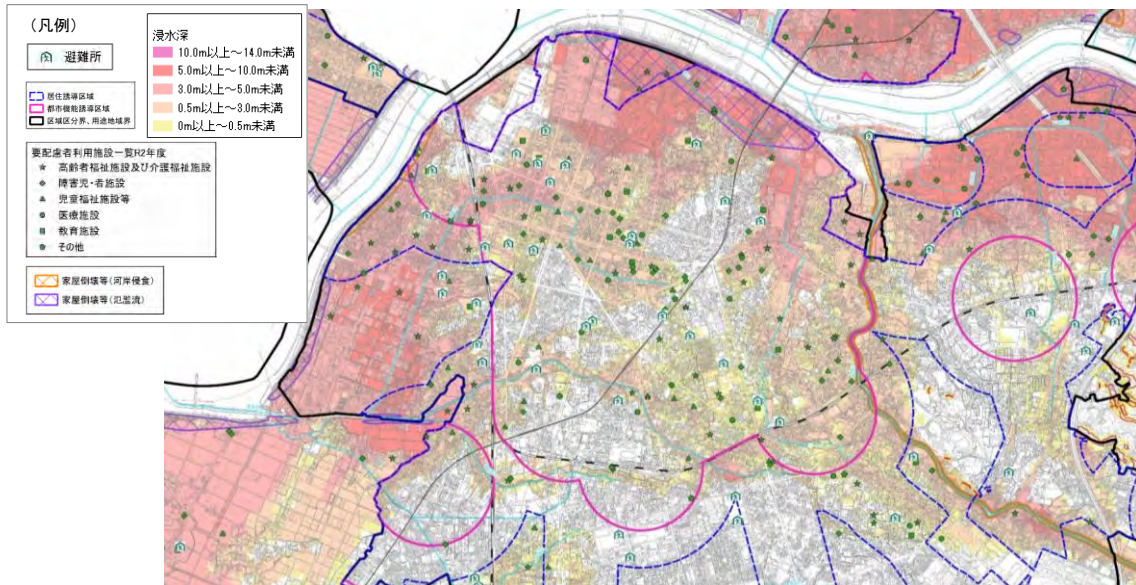 (凡例)
避難所
居住誘導区域
都市機能誘導区域
区域区分界、用途地域界
要配慮者利用施設一覧R2年度
高齢者福祉施設及び介護福祉施設
障害児・者施設
児童福祉施設等
医療施設
教育施設
その他
家屋倒壊等(河岸侵食)
家屋倒壊等(氾濫流)
浸水深
10.0m以上～14.0m未満
5.0m以上～10.0m未満
3.0m以上～5.0m未満
0.5m以上～3.0m未満
0m以上～0.5m未満